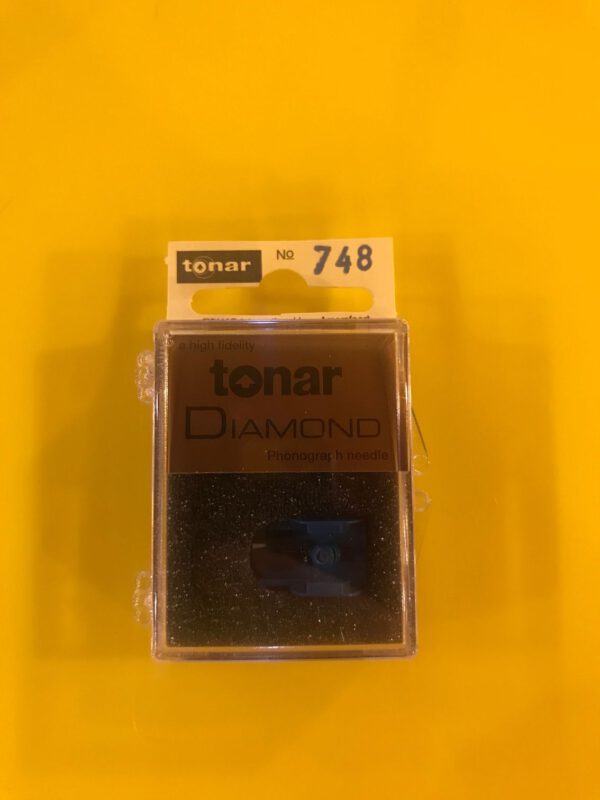 tonar No 748
a high fidelity
tonar
DIAMOND
Phonograph needle